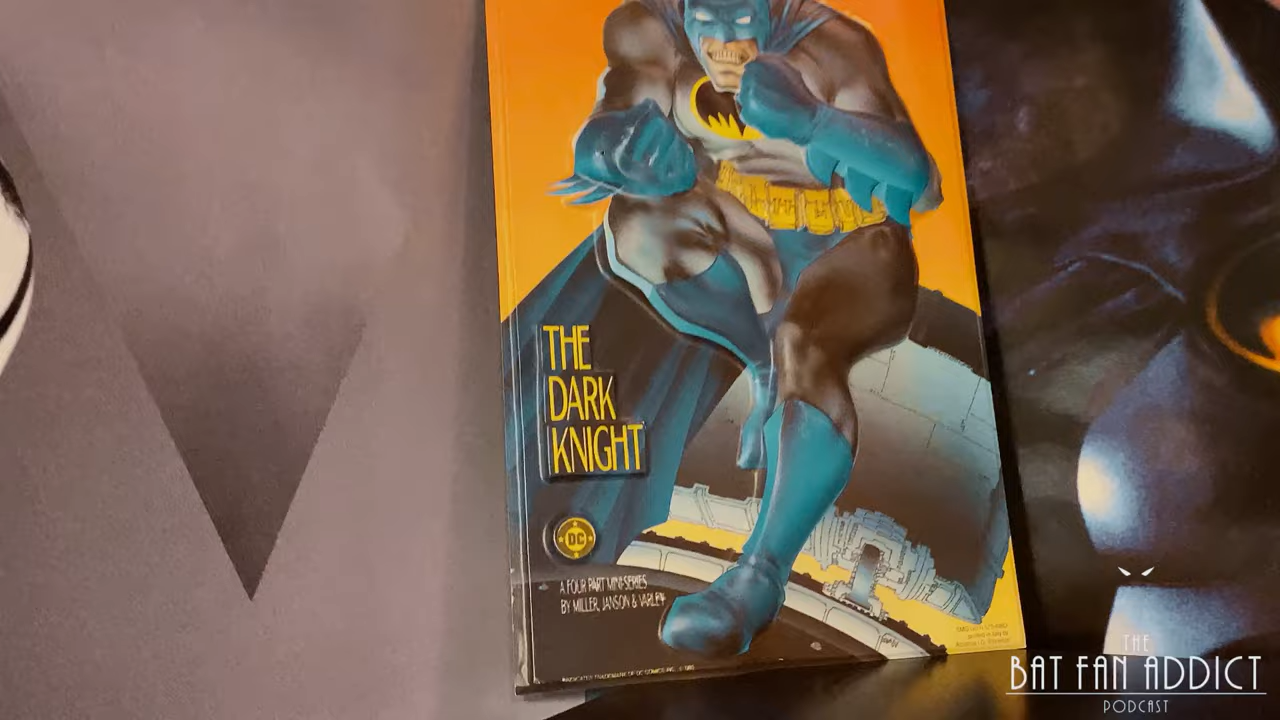 THE
DARK
KNIGHT
DC
A FOUR PART MINI-SERIES
BY MILLER, JANSON & VARLEY
THE
BAT FAN ADDICT
PODCAST